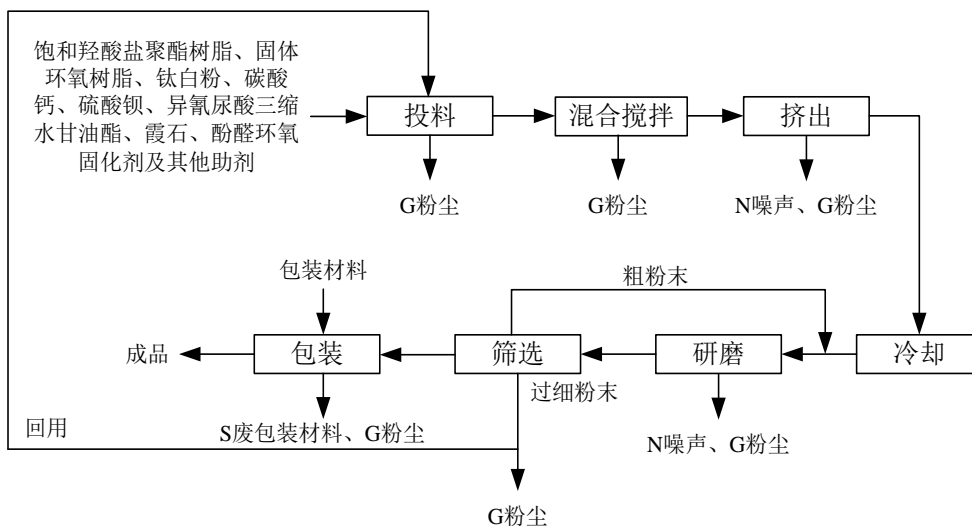 饱和羟酸盐聚酯树脂、固体
环氧树脂、钛白粉、碳酸
钙、硫酸钡、异氰尿酸三缩
水甘油酯、霞石、酚醛环氧
固化剂及其他助剂
投料
混合搅拌
挤出
G粉尘
G粉尘
N噪声、G粉尘
包装材料
粗粉末
成品
包装
筛选
研磨
冷却
过细粉末
回用
S废包装材料、G粉尘
N噪声、G粉尘
G粉尘